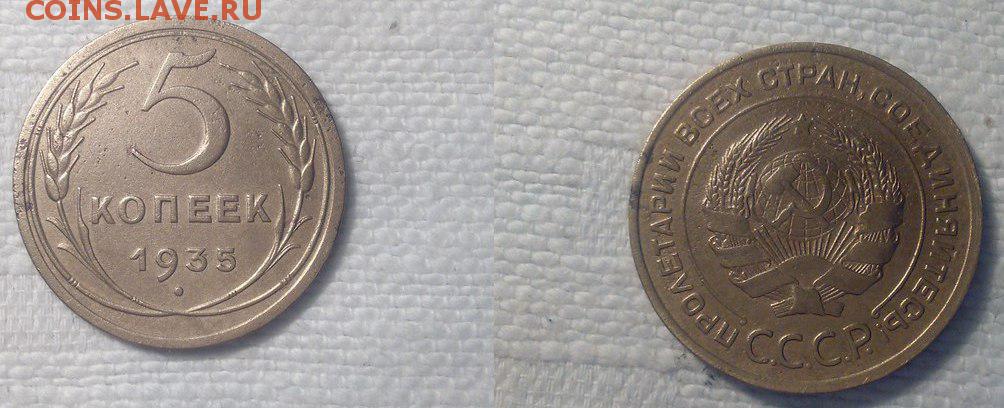 COINS.LAVE.RU
5
КОПЕЕК
1935
ПРОЛЕТАРИИ ВСЕХ СТРАН, СОЕДИНЯЙТЕСЬ!
С.С.С.Р.